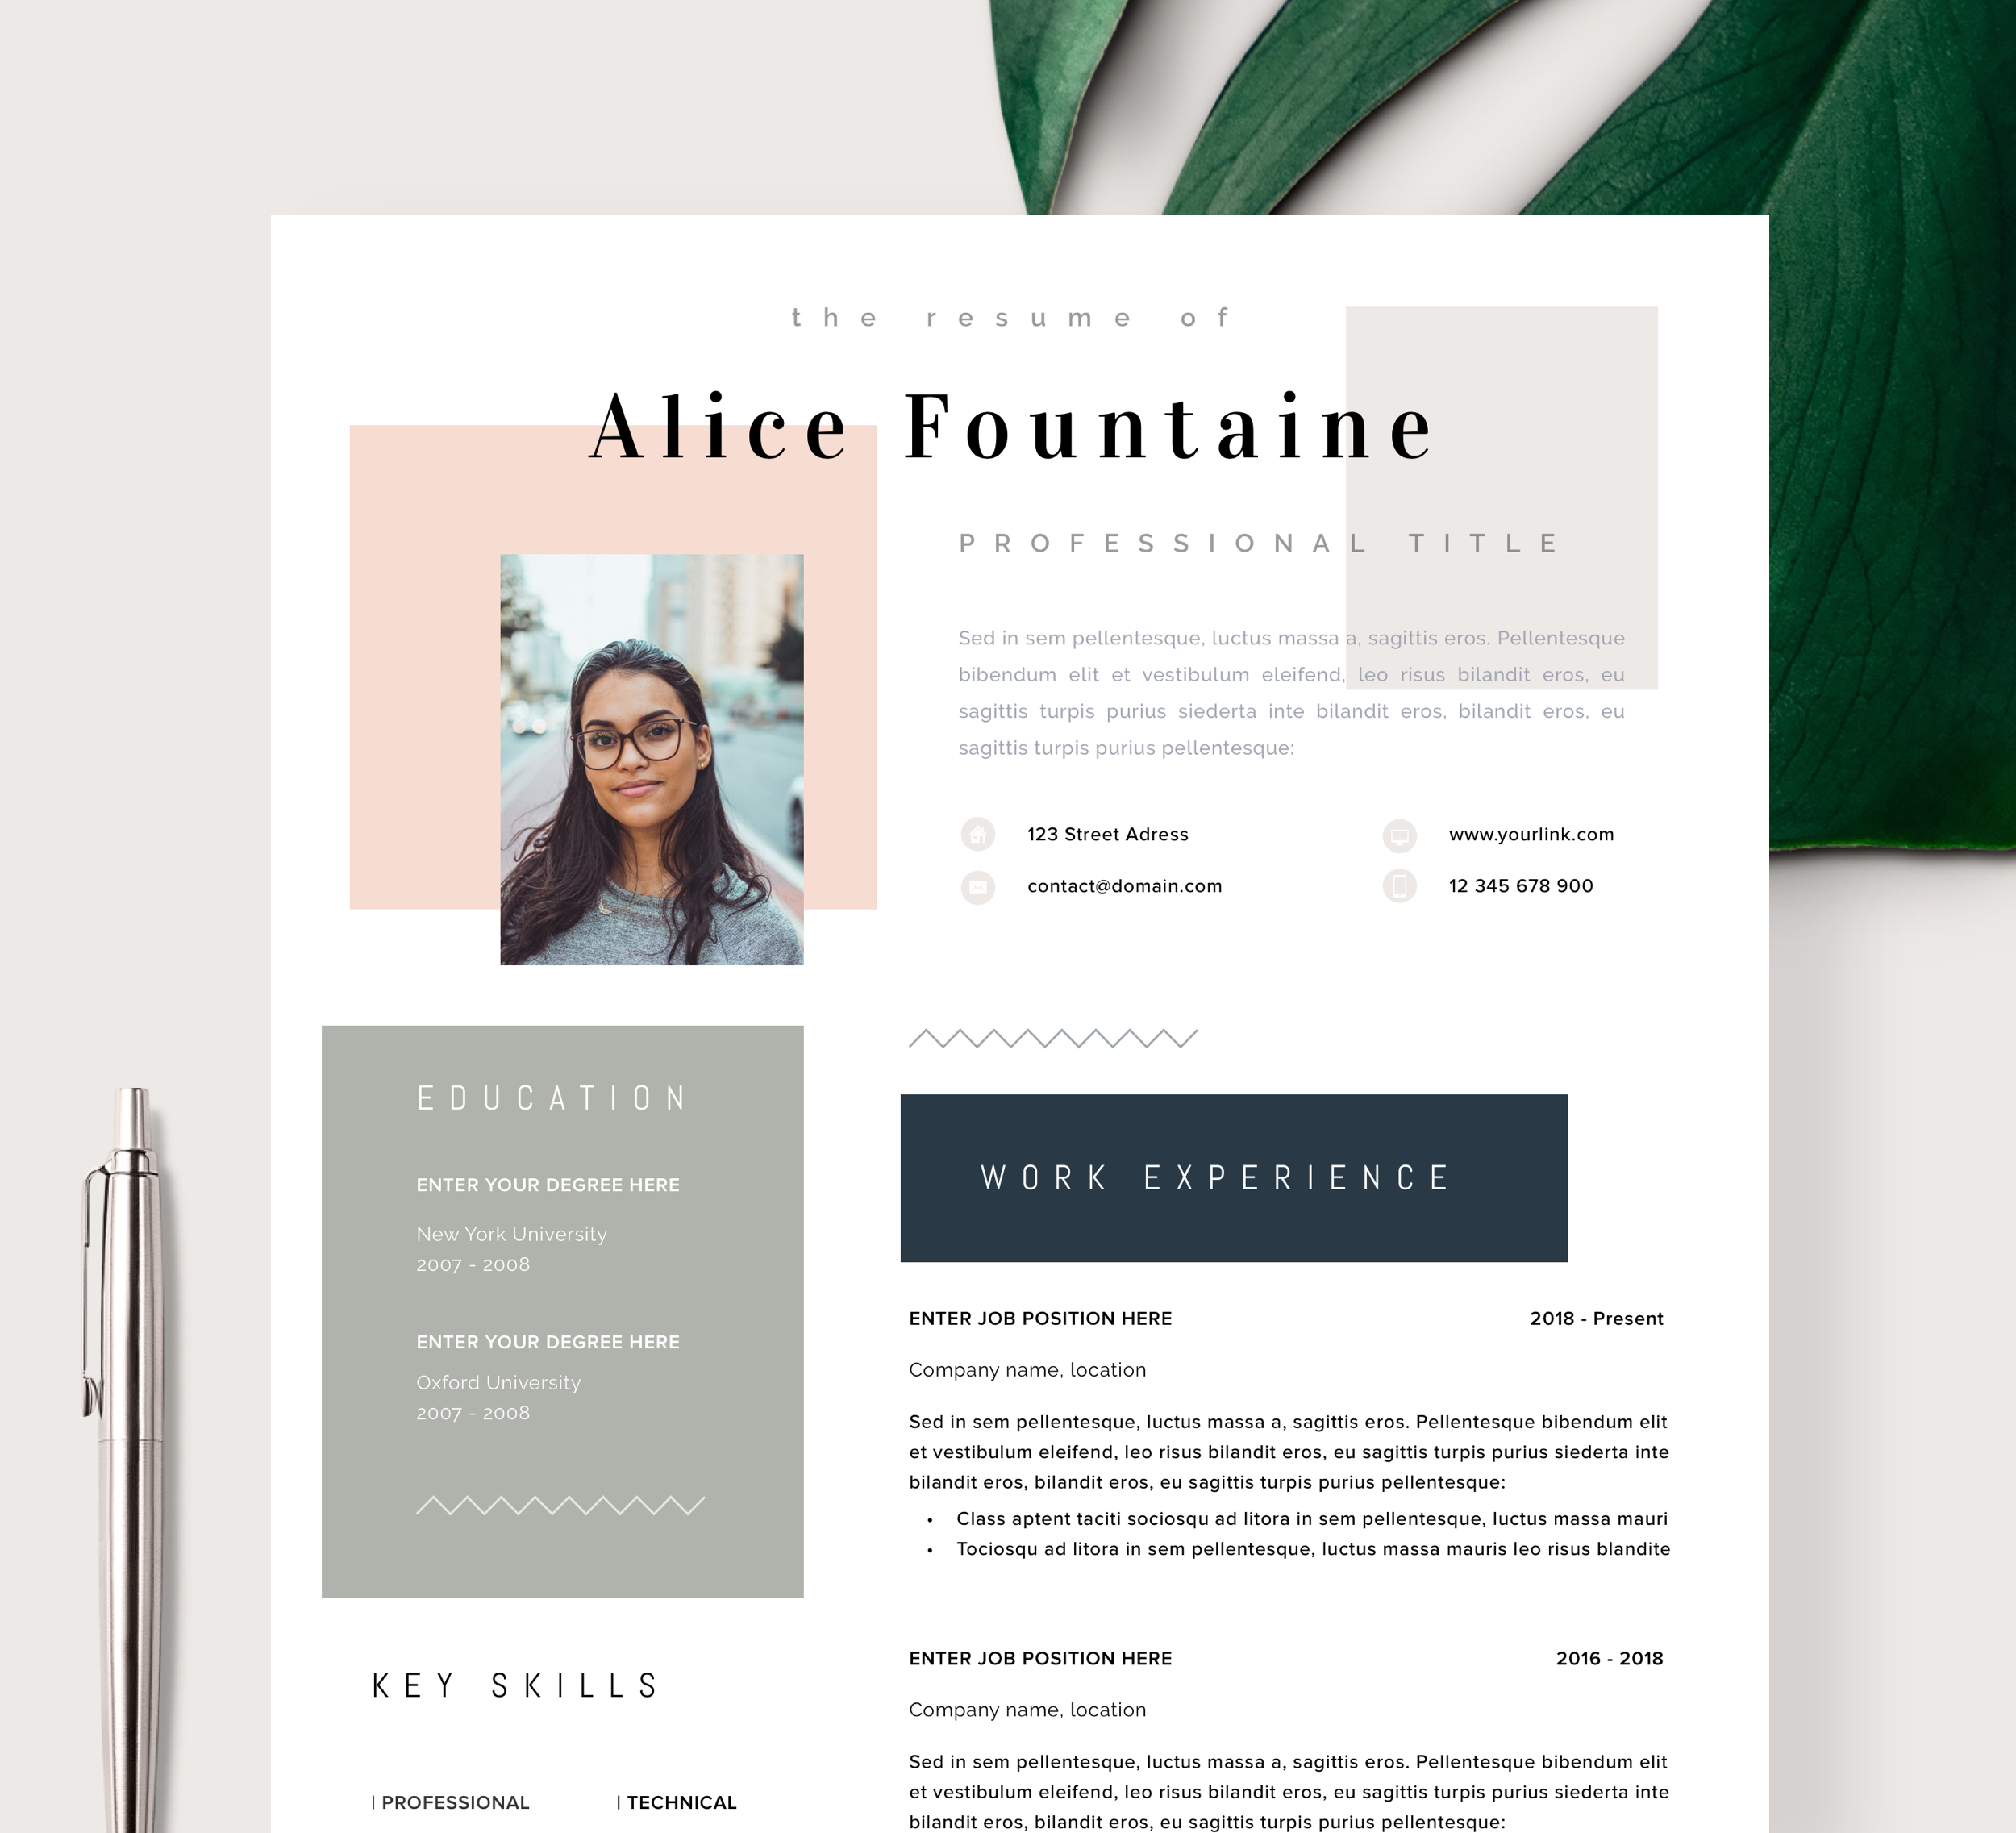 the resume of
Alice Fountaine
PROFESSIONAL TITLE
Sed in sem pellentesque, luctus massa a, sagittis eros. Pellentesque
bibendum elit et vestibulum eleifend, leo risus bilandit eros, eu
sagittis turpis purius siederta inte bilandit eros, bilandit eros, eu
sagittis turpis purius pellentesque:
123 Street Adress
www.yourlink.com
contact@domain.com
12 345 678 900
EDUCATION
ENTER YOUR DEGREE HERE
New York University
2007 - 2008
ENTER YOUR DEGREE HERE
Oxford University
2007 - 2008
KEY SKILLS
| PROFESSIONAL
| TECHNICAL
WORK EXPERIENCE
ENTER JOB POSITION HERE
2018 - Present
Company name, location
Sed in sem pellentesque, luctus massa a, sagittis eros. Pellentesque bibendum elit
et vestibulum eleifend, leo risus bilandit eros, eu sagittis turpis purius siederta inte
bilandit eros, bilandit eros, eu sagittis turpis purius pellentesque:
• Class aptent taciti sociosqu ad litora in sem pellentesque, luctus massa mauri
• Tociosqu ad litora in sem pellentesque, luctus massa mauris leo risus blandite
ENTER JOB POSITION HERE
2016 - 2018
Company name, location
Sed in sem pellentesque, luctus massa a, sagittis eros. Pellentesque bibendum elit
et vestibulum eleifend, leo risus bilandit eros, eu sagittis turpis purius siederta inte
bilandit eros, bilandit eros, eu sagittis turpis purius pellentesque: